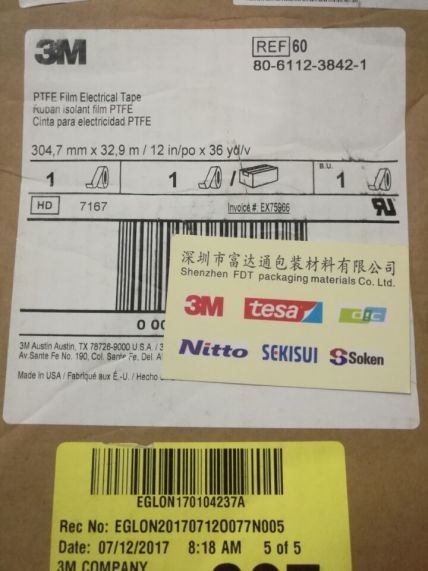 3M
REF 60
80-6112-3842-1
PTFE Film Electrical Tape
Ruban isolant film PTFE
Cinta para electricidad PTFE
304,7 mm x 32,9 m / 12 in/po x 36 yd/v
1
1
/
B.U.
1
HD 7167
Invoice # EX75966
深圳市富达通包装材料有限公司
Shenzhen FDT packaging materials Co. Ltd.
3M tesa dic
Nitto SEKISUI Soken
0 00
3M Austin Austin, TX 78726-9000 U.S.A. / 3
Av.Santa Fe No. 190, Col. Santa Fe, Del. A
Made in USA / Fabriqué aux É.-U. / Hecho
EGLON170104237A
Rec No: EGLON20170712O077N005
Date: 07/12/2017 8:18 AM 5 of 5
3M COMPANY